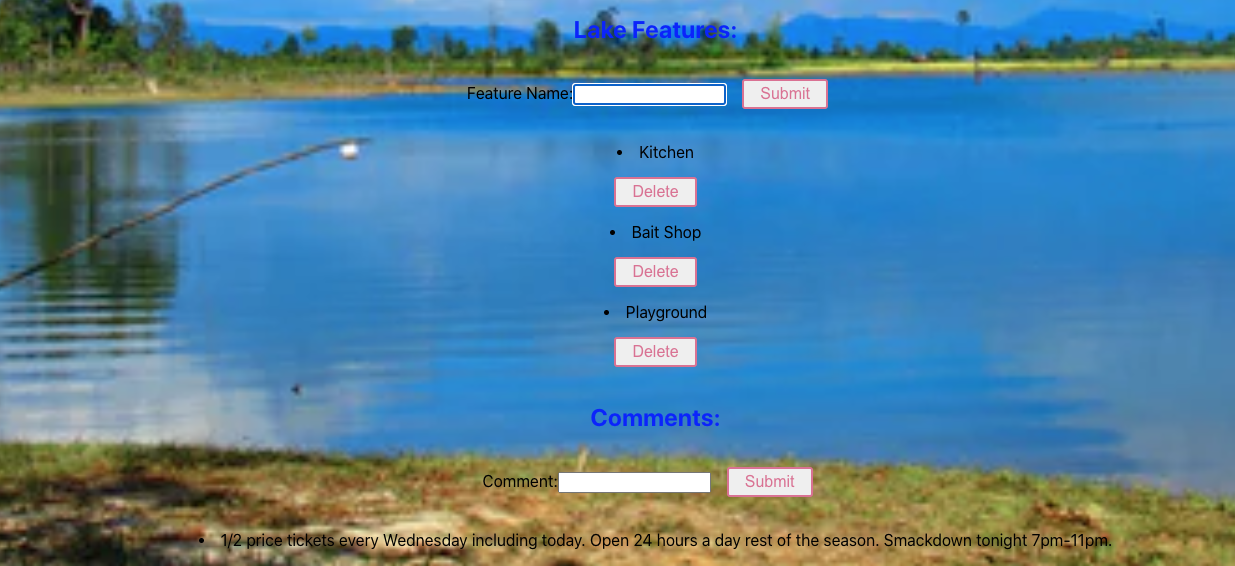 Lake Features:
Feature Name: Submit
• Kitchen
Delete
• Bait Shop
Delete
• Playground
Delete
Comments:
Comment: Submit
• 1/2 price tickets every Wednesday including today. Open 24 hours a day rest of the season. Smackdown tonight 7pm-11pm.